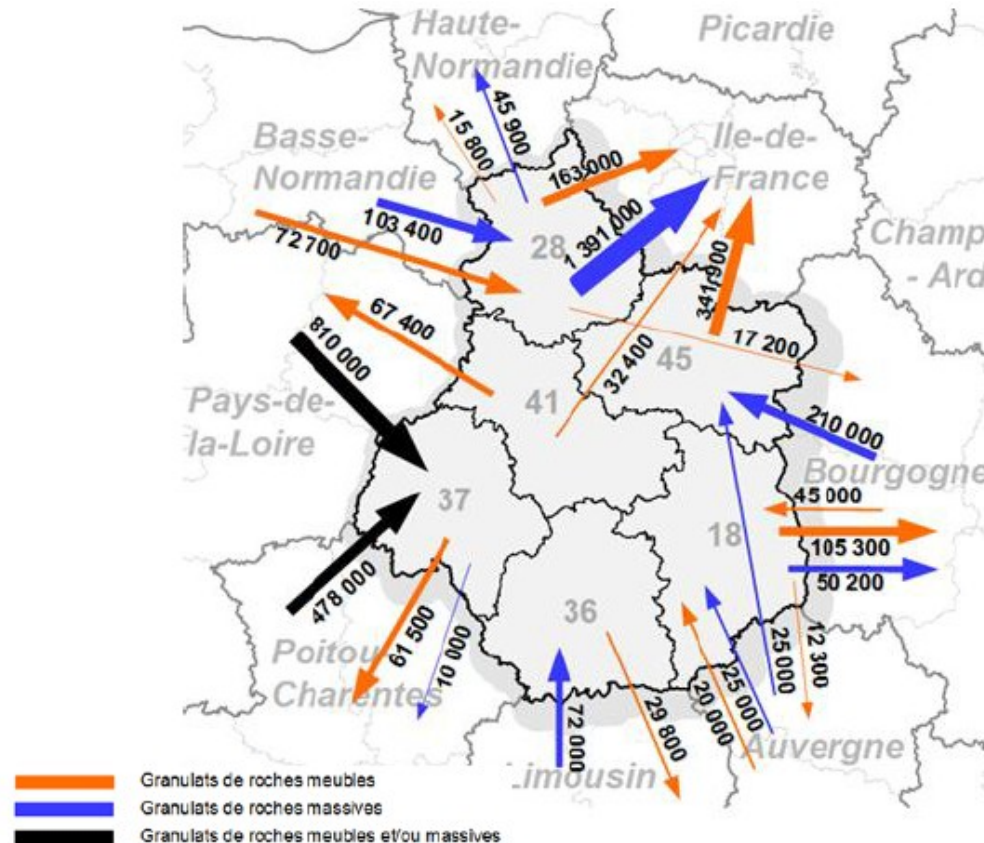 Haute-
Normandie
Picardie
45 900
15 800
Basse-
Normandie
163 000
Ile-de-
France
103 400
72 700
28
1 391 000
Champ
- Ard
341 900
67 400
17 200
810 000
32 400
45
Pays-de-
la-Loire
41
210 000
Bourgogne
37
45 000
18
105 300
50 200
478 000
36
61 500
10 000
12 300
25 000
25 000
20 000
Poitou
Charentes
72 000
29 800
Auvergne
Limousin
Granulats de roches meubles
Granulats de roches massives
Granulats de roches meubles et/ou massives